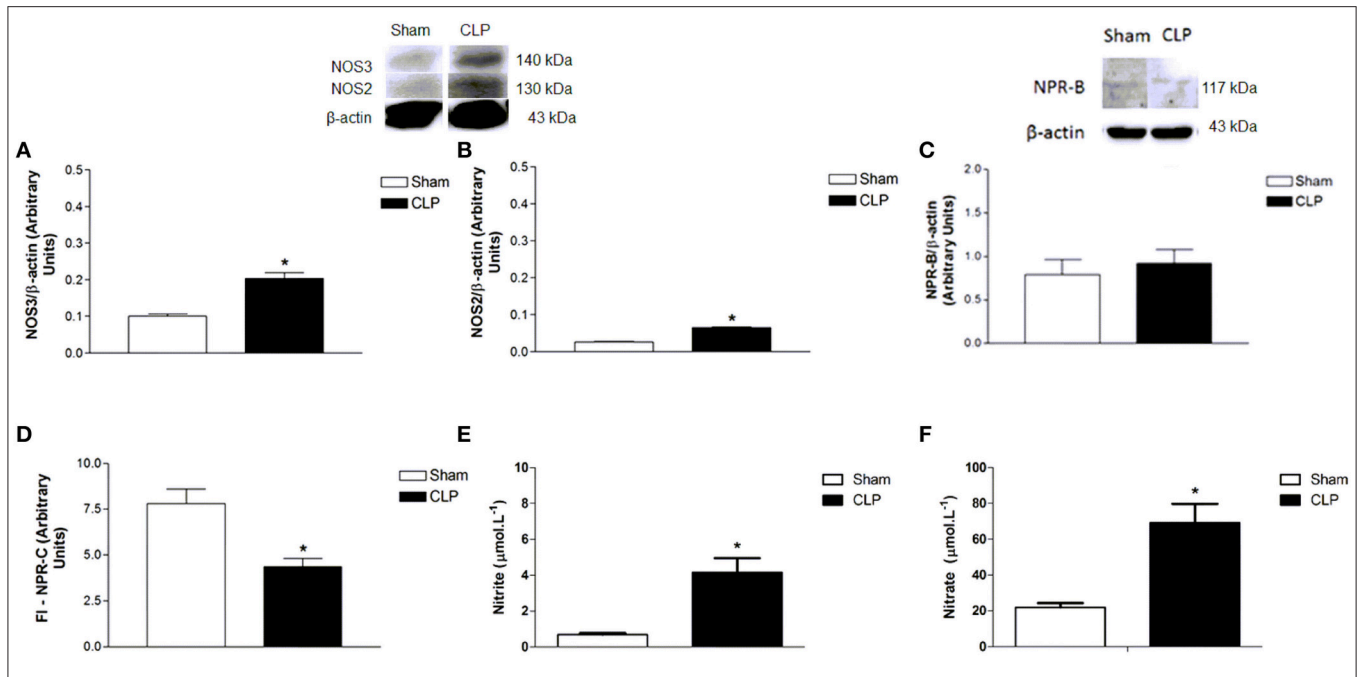 Sham CLP
NOS3 140 kDa
NOS2 130 kDa
β-actin 43 kDa
Sham CLP
NPR-B 117 kDa
β-actin 43 kDa
A
NOS3/β-actin (Arbitrary
Units)
0.5
0.4
0.3
0.2
0.1
0.0
*
Sham
CLP
B
NOS2/β-actin (Arbitrary
Units)
0.5
0.4
0.3
0.2
0.1
0.0
*
Sham
CLP
C
NPR-B/β-actin
(Arbitrary Units)
2.0
1.5
1.0
0.5
0.0
Sham
CLP
D
FI - NPR-C (Arbitrary
Units)
10.0
7.5
5.0
2.5
0.0
*
Sham
CLP
E
Nitrite (μmol.L⁻¹)
10
8
6
4
2
0
*
Sham
CLP
F
Nitrate (μmol.L⁻¹)
100
80
60
40
20
0
*
Sham
CLP